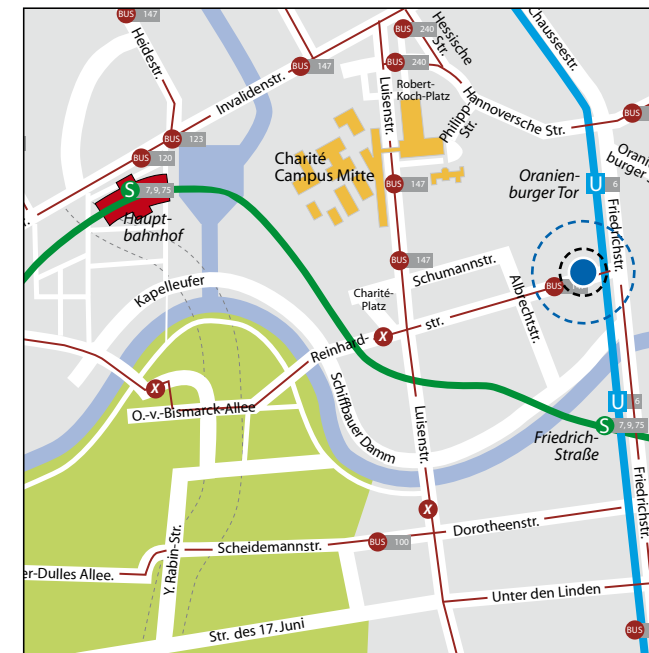 BUS 147
Heidestr.
Invalidenstr.
BUS 147
BUS 123
BUS 120
S 7,9,75
Haupt-
bahnhof
Kapelleufer
BUS 240
BUS 240
Hessische
Str.
Chausseestr.
Robert-
Koch-Platz
Luisenstr.
Philipp-
Str.
Hannoversche Str.
BUS
Charité
Campus Mitte
BUS 147
Oranien-
burger Tor
U 6
Friedrichstr.
BUS 147
Schumannstr.
Charité-
Platz
Albrechtstr.
BUS
Reinhard-
str.
X
X
O.-v.-Bismarck-Allee
Schiffbauer Damm
Luisenstr.
U 6
S 7,9,75
Friedrich-
Straße
Friedrichstr.
X
Dorotheenstr.
BUS 100
Scheidemannstr.
er-Dulles Allee.
Y. Rabin-Str.
Unter den Linden
Str. des 17. Juni
BUS